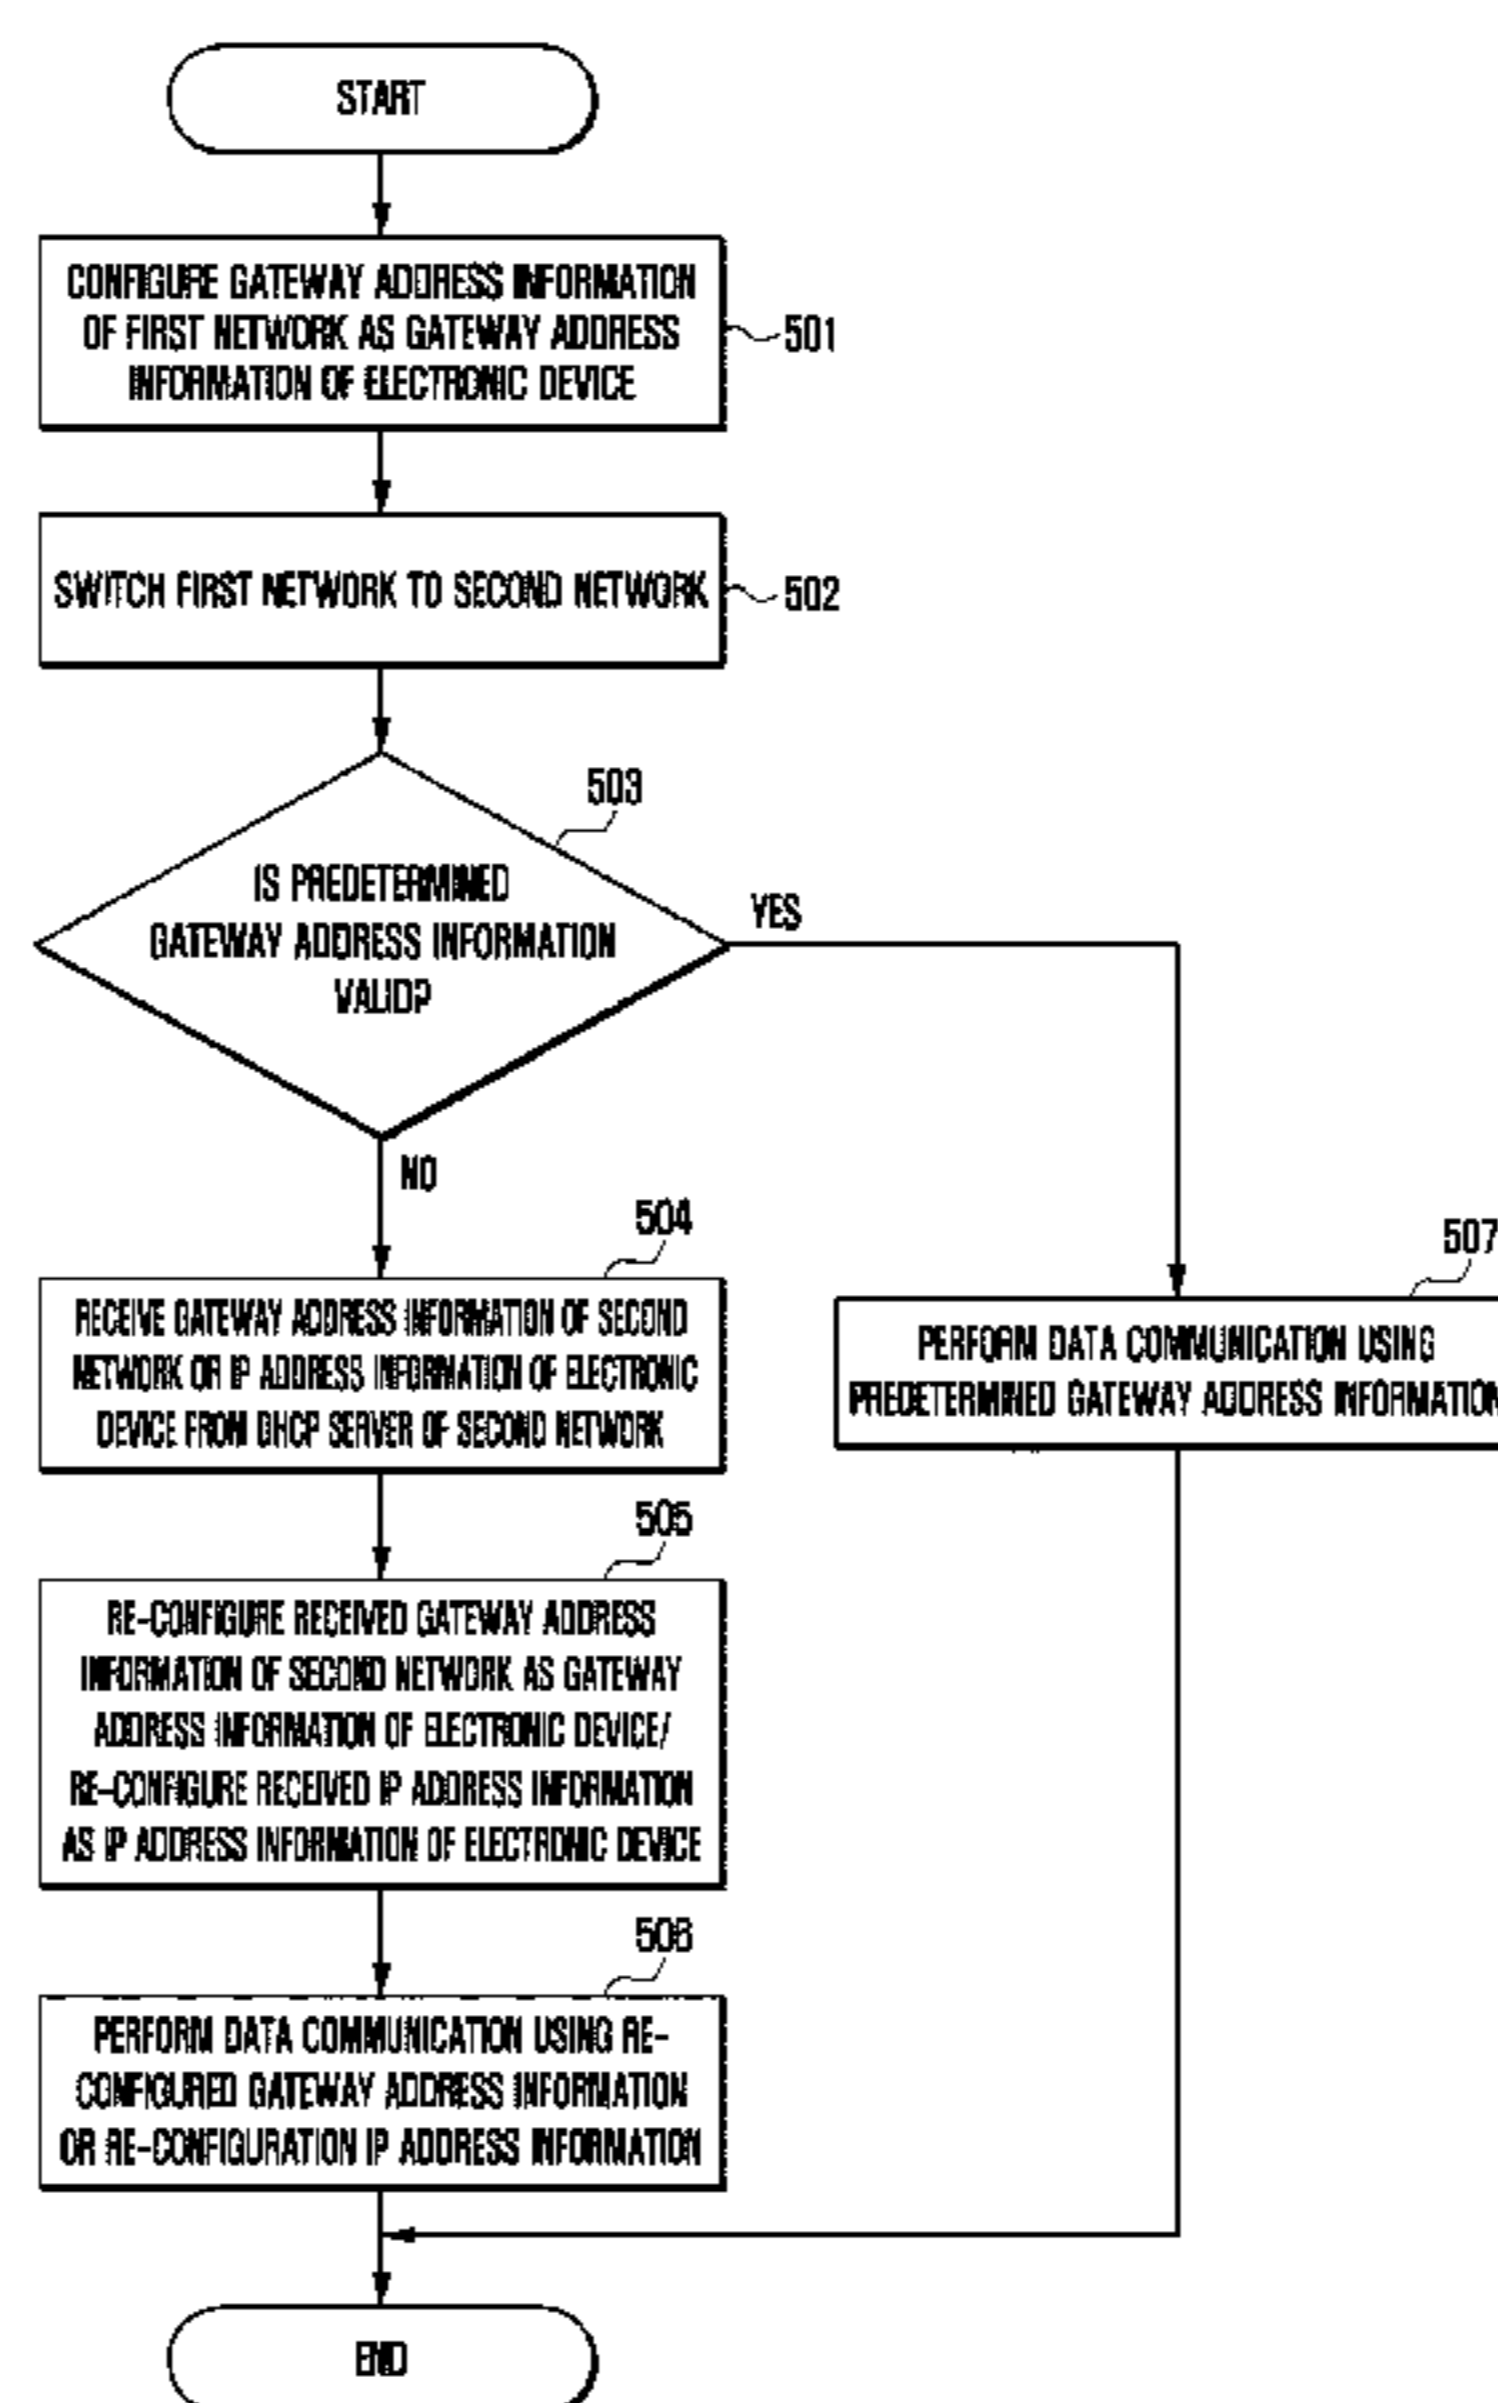 START
CONFIGURE GATEWAY ADDRESS INFORMATION
OF FIRST NETWORK AS GATEWAY ADDRESS
INFORMATION OF ELECTRONIC DEVICE
501
SWITCH FIRST NETWORK TO SECOND NETWORK
502
503
IS PREDETERMINED
GATEWAY ADDRESS INFORMATION
VALID?
YES
NO
504
RECEIVE GATEWAY ADDRESS INFORMATION OF SECOND
NETWORK OR IP ADDRESS INFORMATION OF ELECTRONIC
DEVICE FROM DHCP SERVER OF SECOND NETWORK
507
PERFORM DATA COMMUNICATION USING
PREDETERMINED GATEWAY ADDRESS INFORMATION
505
RE-CONFIGURE RECEIVED GATEWAY ADDRESS
INFORMATION OF SECOND NETWORK AS GATEWAY
ADDRESS INFORMATION OF ELECTRONIC DEVICE/
RE-CONFIGURE RECEIVED IP ADDRESS INFORMATION
AS IP ADDRESS INFORMATION OF ELECTRONIC DEVICE
506
PERFORM DATA COMMUNICATION USING RE-
CONFIGURED GATEWAY ADDRESS INFORMATION
OR RE-CONFIGURATION IP ADDRESS INFORMATION
END